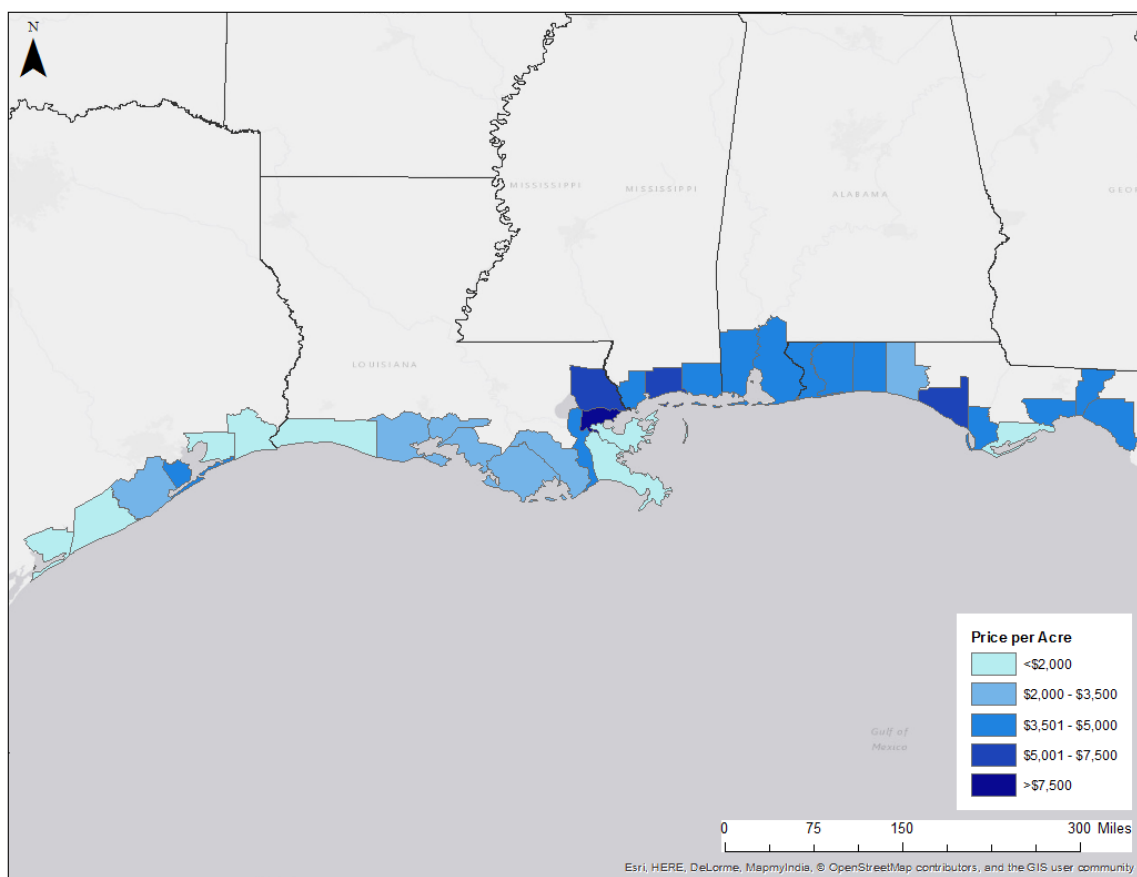 N
MISSISSIPPI
MISSISSIPPI
ALABAMA
GEOR
LOUISIANA
Price per Acre
<$2,000
$2,000 - $3,500
$3,501 - $5,000
$5,001 - $7,500
>$7,500
Gulf of
Mexico
0 75 150 300 Miles
Esri, HERE, DeLorme, MapmyIndia, © OpenStreetMap contributors, and the GIS user community